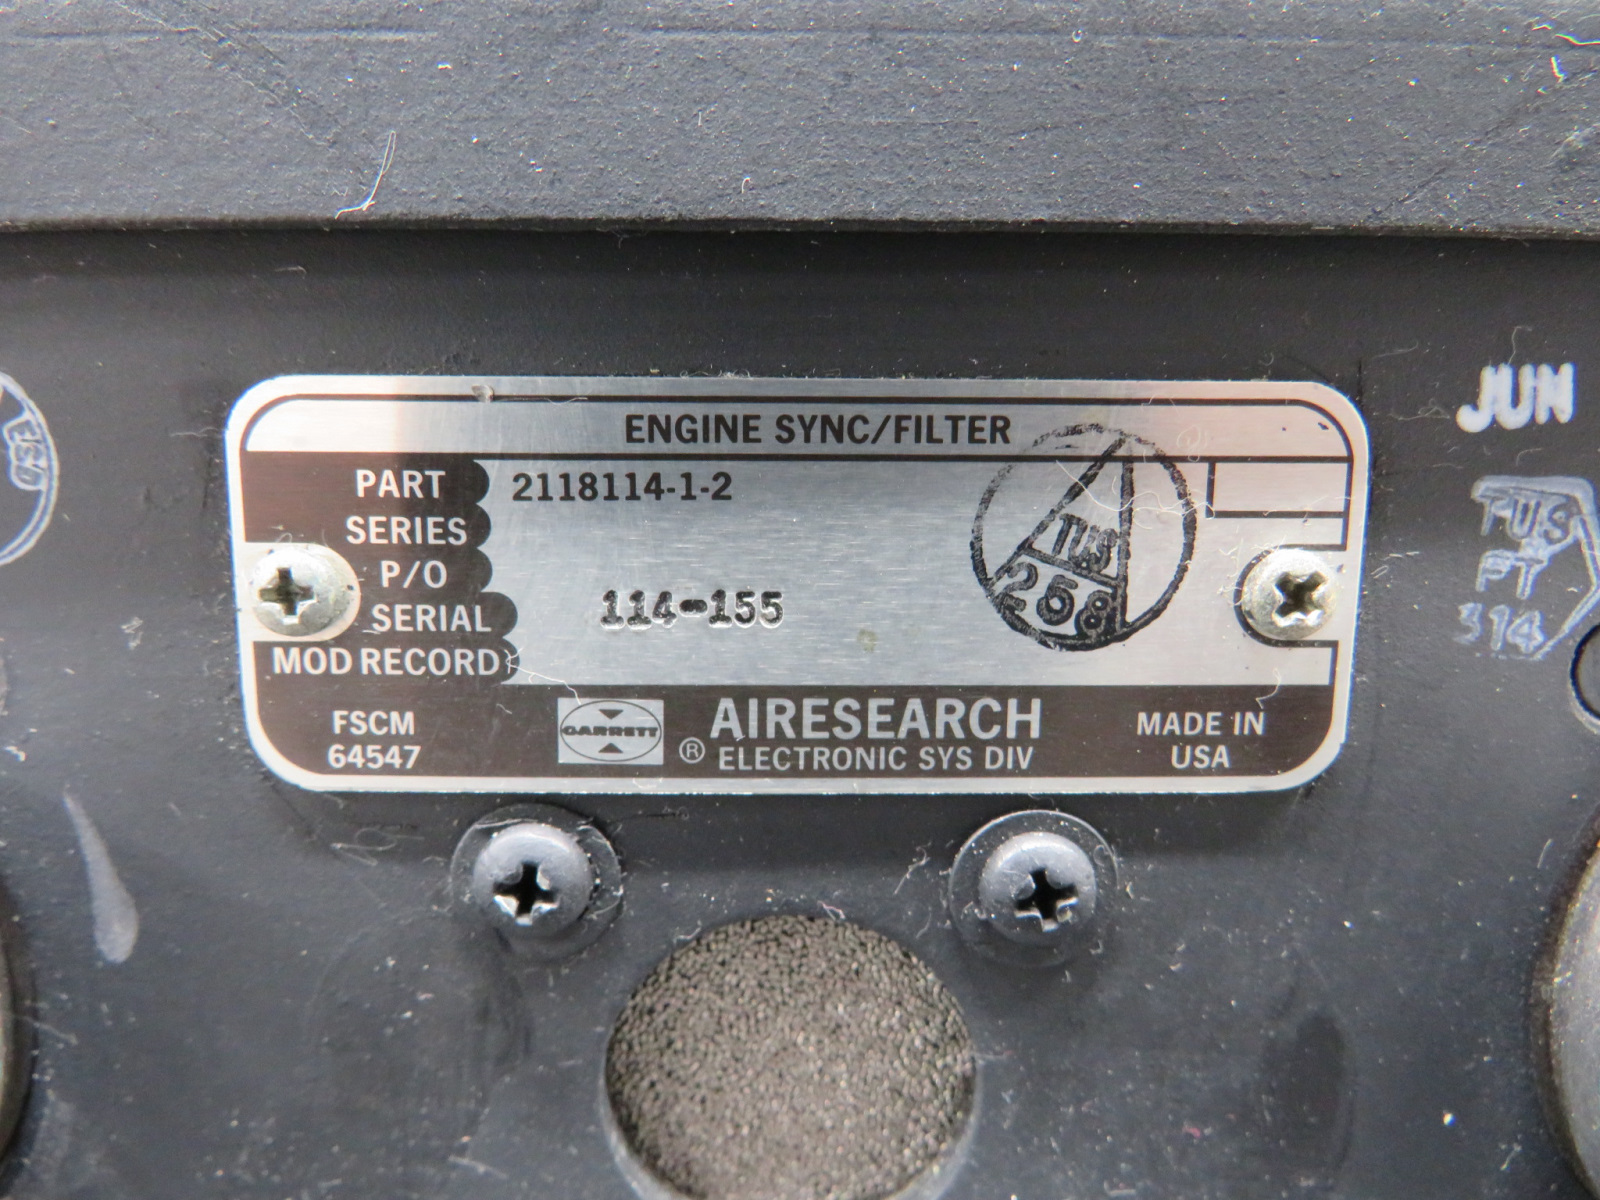 ENGINE SYNC/FILTER
PART 2118114-1-2
SERIES
P/O
SERIAL 114-155
MOD RECORD
FSCM
64547
GARRETT
®
AIRESEARCH
ELECTRONIC SYS DIV
MADE IN
USA
TUS
258
JUN
TUS
FT
314